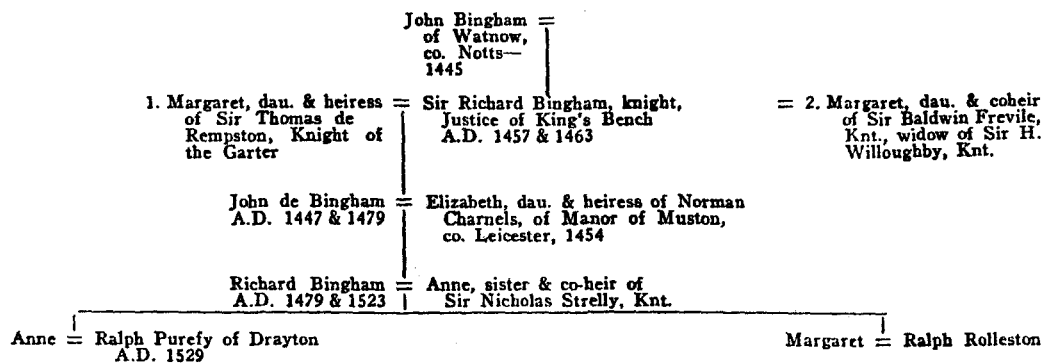 John Bingham =
of Watnow,
co. Notts—
1445
1. Margaret, dau. & heiress =
of Sir Thomas de
Rempston, Knight of
the Garter
Sir Richard Bingham, knight,
Justice of King's Bench
A.D. 1457 & 1463
= 2. Margaret, dau. & coheir
of Sir Baldwin Frevile,
Knt., widow of Sir H.
Willoughby, Knt.
John de Bingham =
A.D. 1447 & 1479
Elizabeth, dau. & heiress of Norman
Charnels, of Manor of Muston,
co. Leicester, 1454
Richard Bingham =
A.D. 1479 & 1523
Anne, sister & co-heir of
Sir Nicholas Strelly, Knt.
Anne = Ralph Purefy of Drayton
A.D. 1529
Margaret = Ralph Rolleston